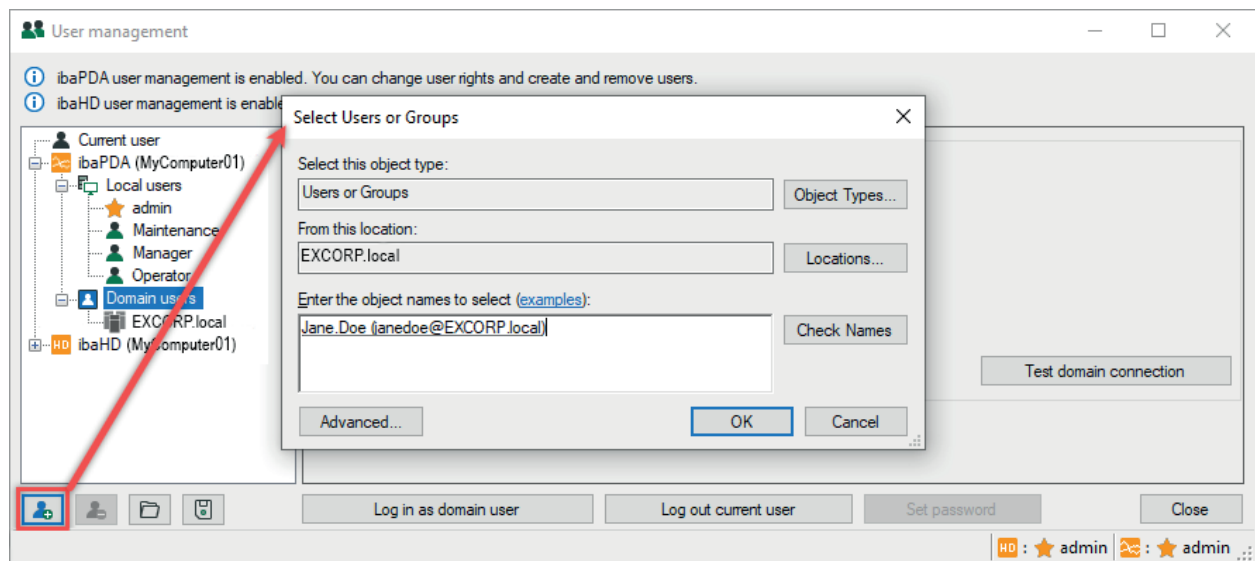 User management
ibaPDA user management is enabled. You can change user rights and create and remove users.
ibaHD user management is enable
Select Users or Groups
Current user
ibaPDA (MyComputer01)
Local users
admin
Maintenance
Manager
Operator
Domain users
EXCORP.local
HD ibaHD (MyComputer01)
Select this object type:
Users or Groups
Object Types...
From this location:
EXCORP.local
Locations...
Enter the object names to select (examples):
Jane.Doe (janedoe@EXCORP.local)
Check Names
Advanced...
OK
Cancel
Test domain connection
Log in as domain user
Log out current user
Set password
Close
HD : admin : admin